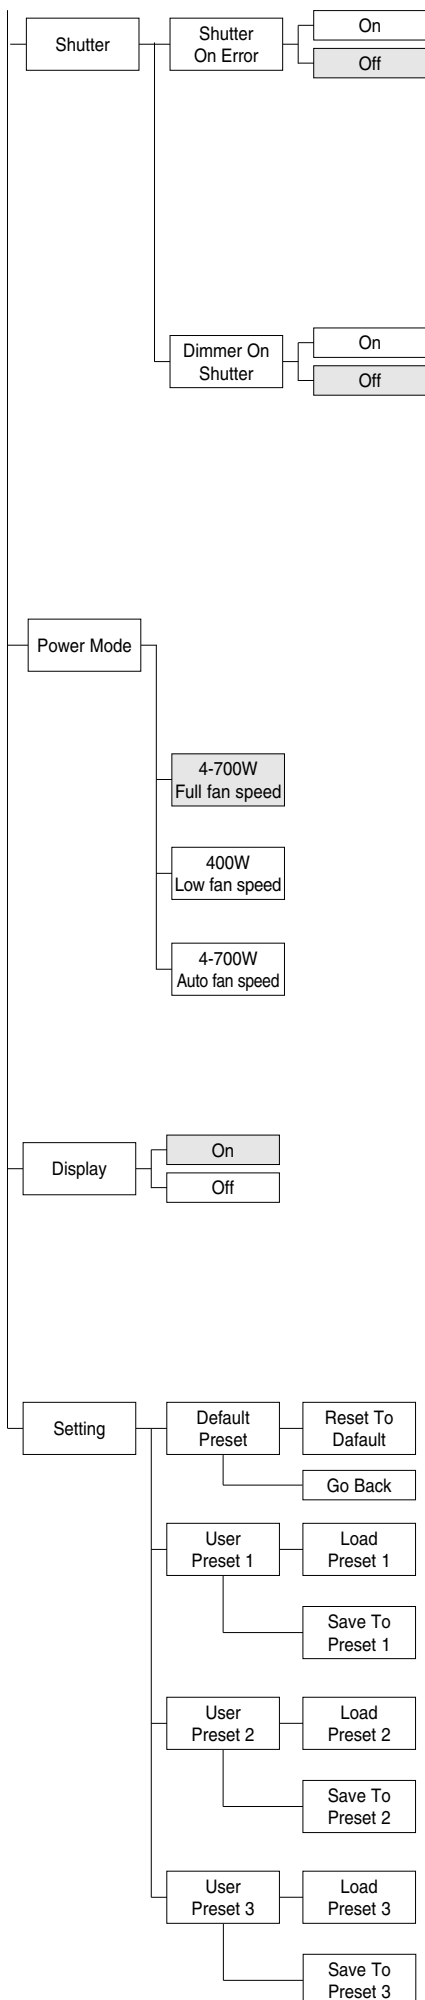 Shutter
Shutter
On Error
On
Off
Dimmer On
Shutter
On
Off
Power Mode
4-700W
Full fan speed
400W
Low fan speed
4-700W
Auto fan speed
Display
On
Off
Setting
Default
Preset
Reset To
Dafault
Go Back
User
Preset 1
Load
Preset 1
Save To
Preset 1
User
Preset 2
Load
Preset 2
Save To
Preset 2
User
Preset 3
Load
Preset 3
Save To
Preset 3